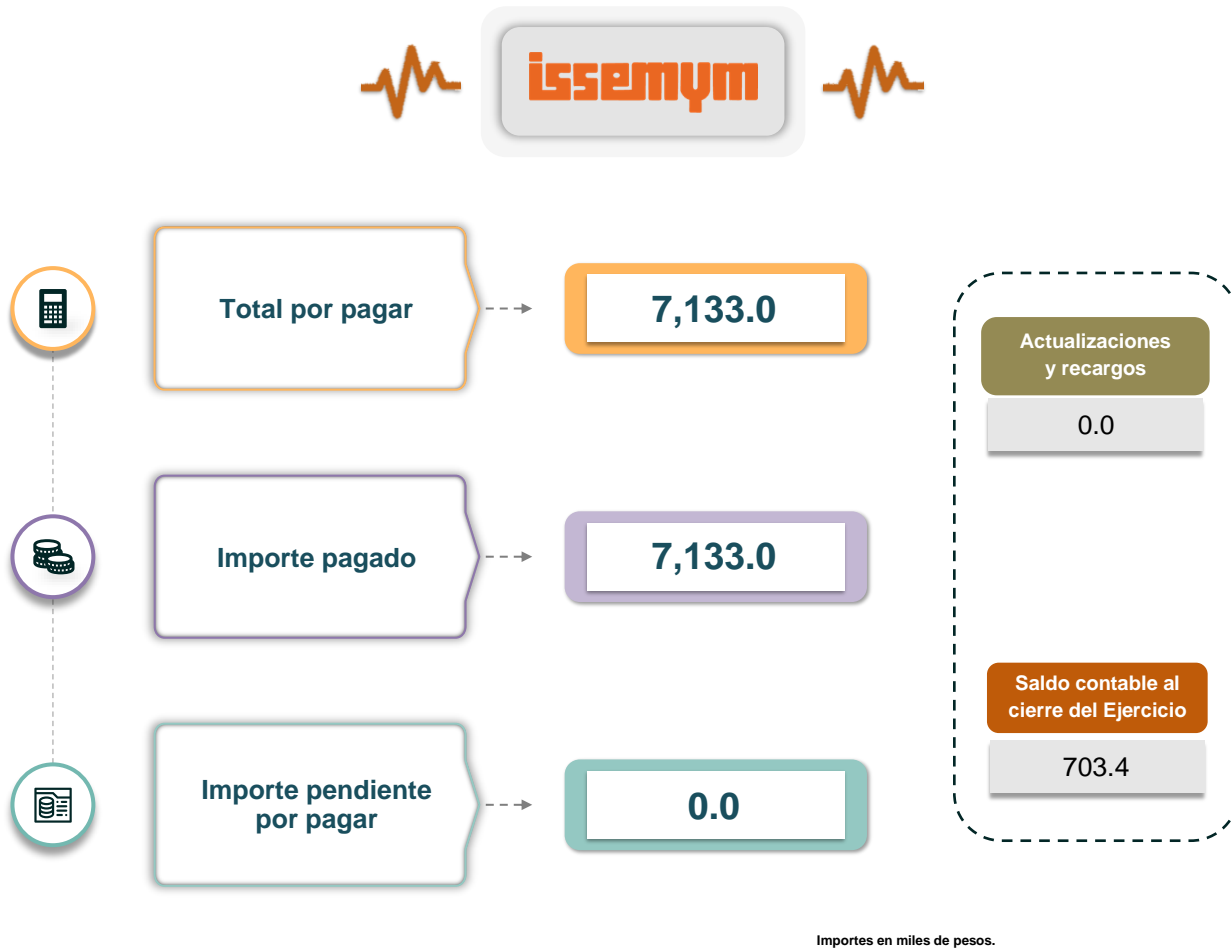 issemym
Total por pagar
7,133.0
Actualizaciones
y recargos
0.0
Importe pagado
7,133.0
Saldo contable al
cierre del Ejercicio
703.4
Importe pendiente
por pagar
0.0
Importes en miles de pesos.